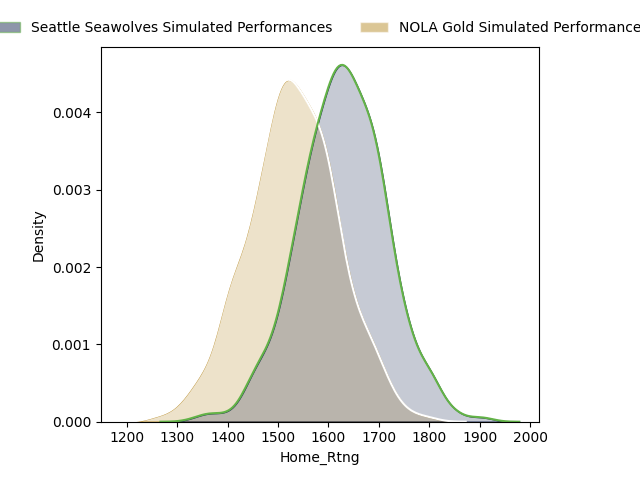 Seattle Seawolves Simulated Performances
NOLA Gold Simulated Performance
0.004
0.003
0.002
0.001
0.000
Density
1200 1300 1400 1500 1600 1700 1800 1900 2000
Home_Rtng